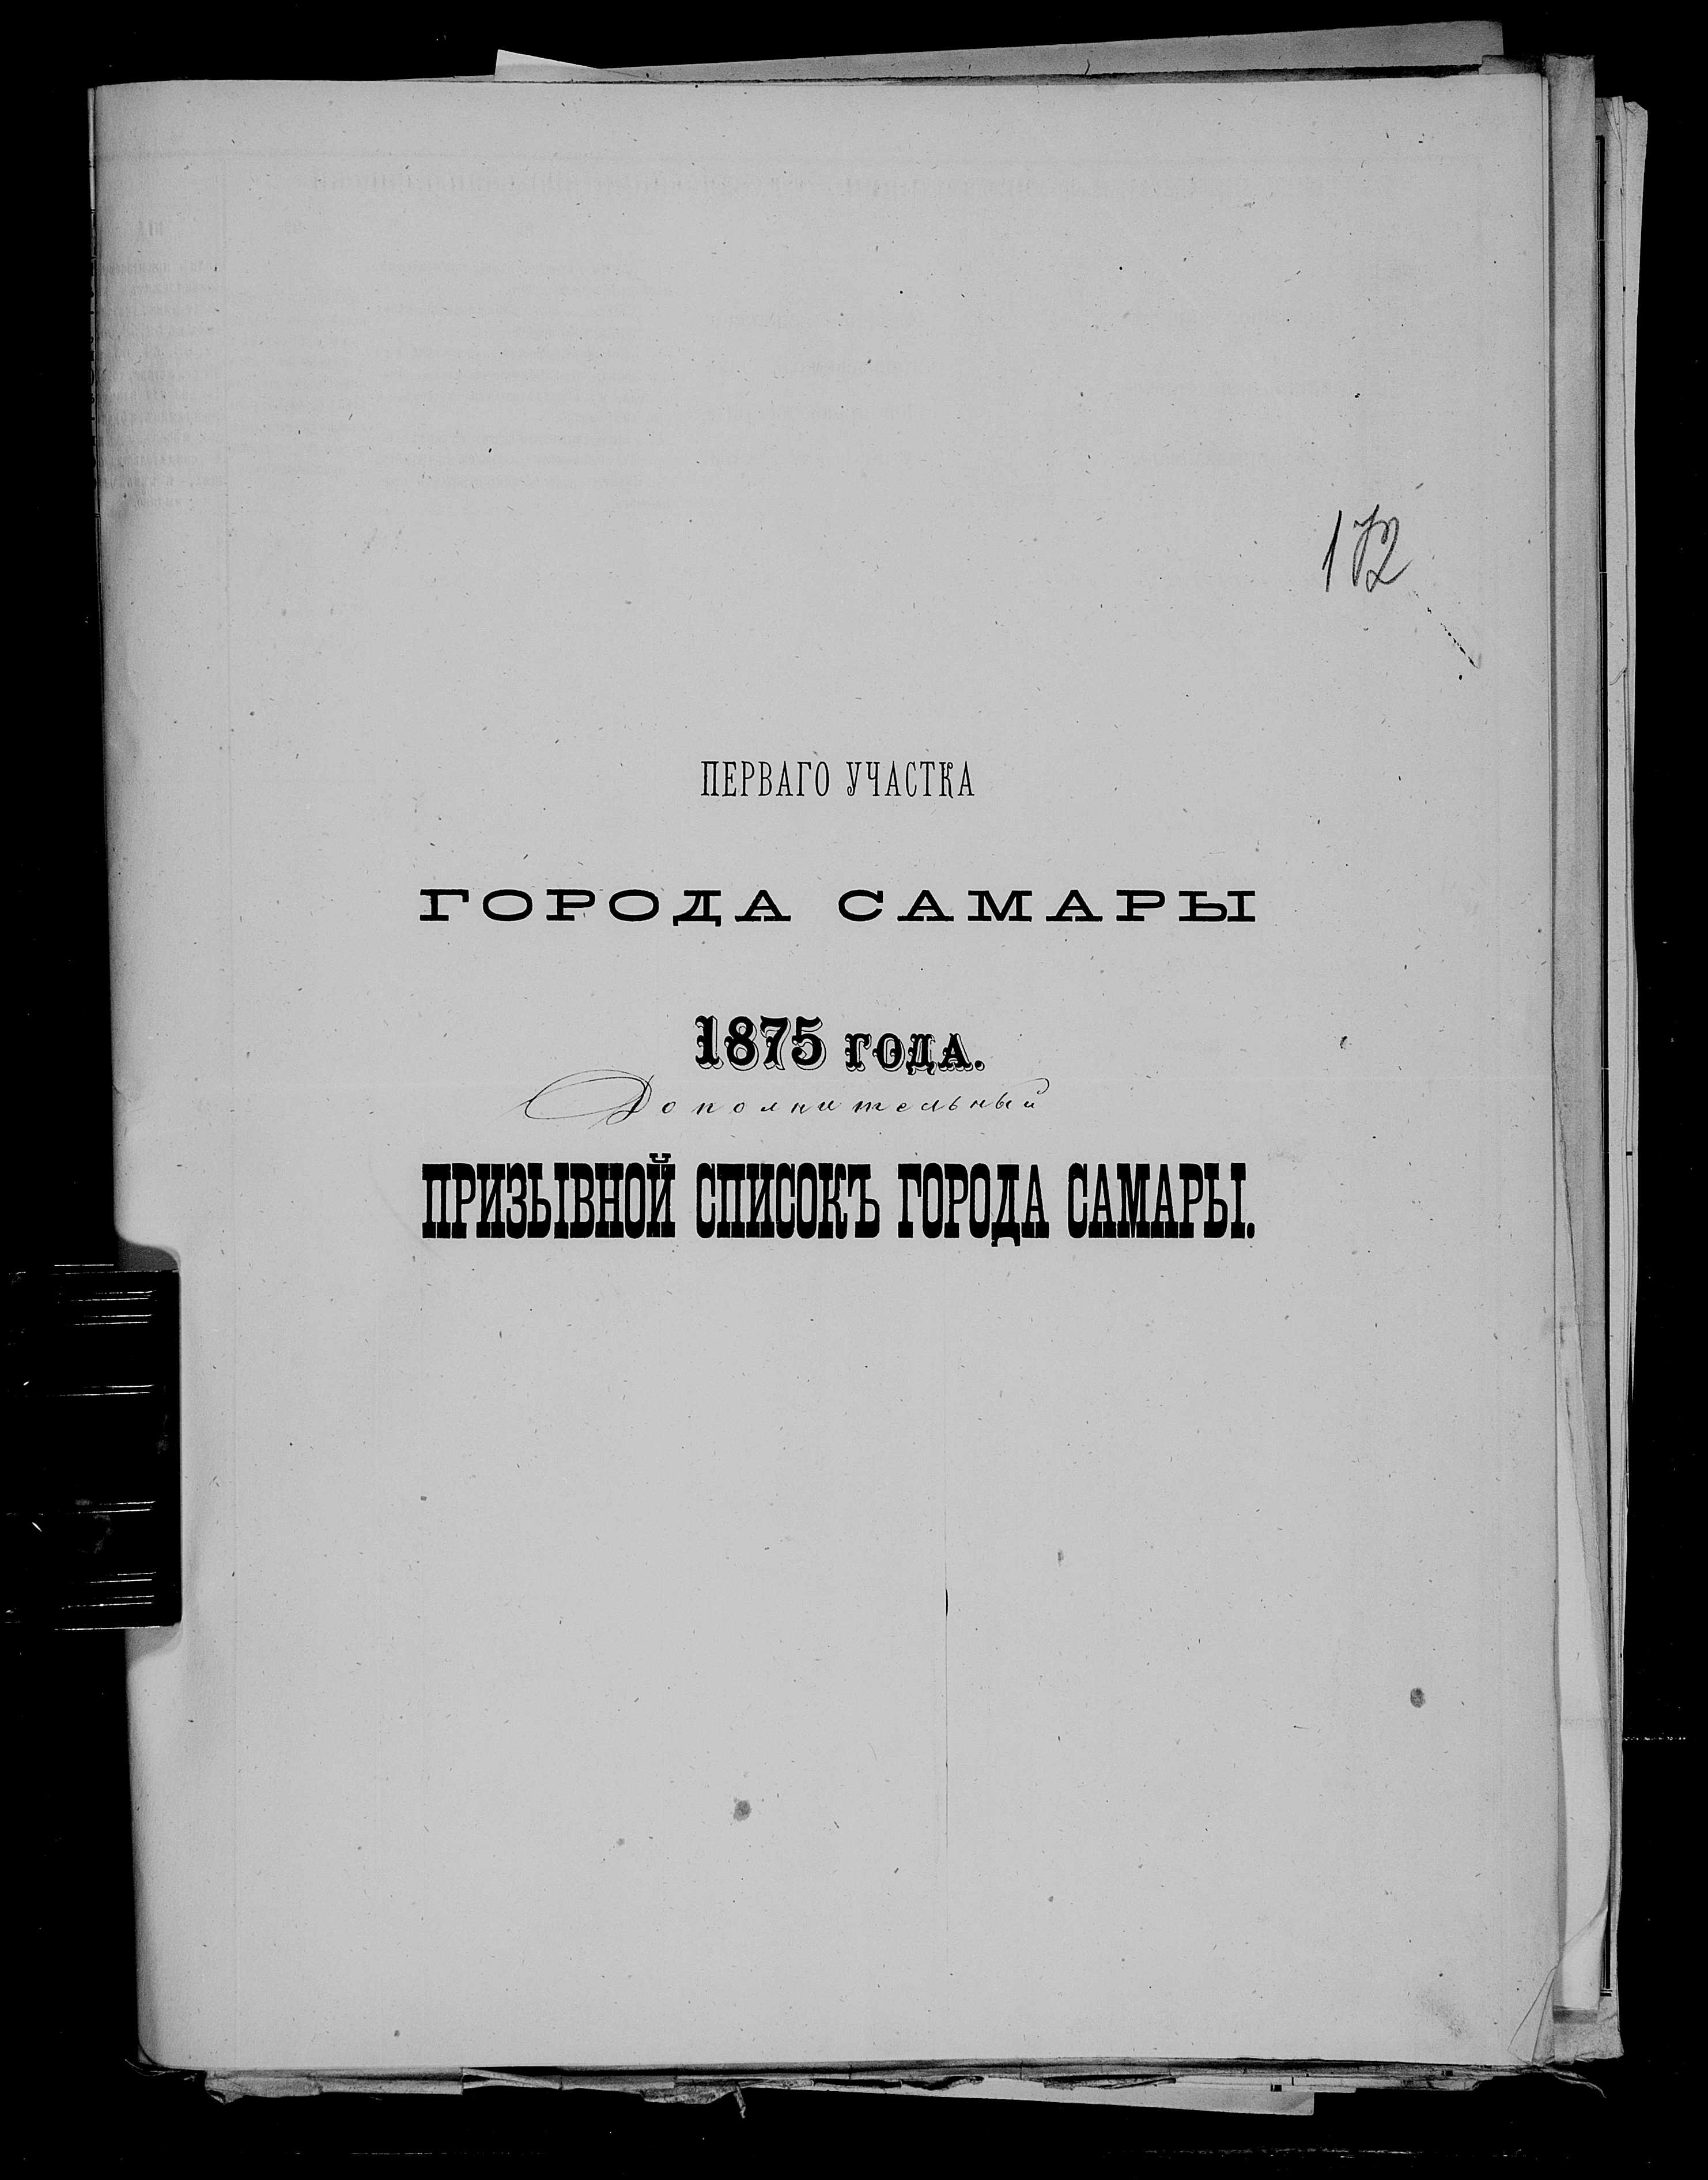 172
ПЕРВАГО УЧАСТКА
ГОРОДА САМАРЫ
1875 года.
Дополнительный
ПРИЗЫВНОЙ СПИСОКЪ ГОРОДА САМАРЫ.